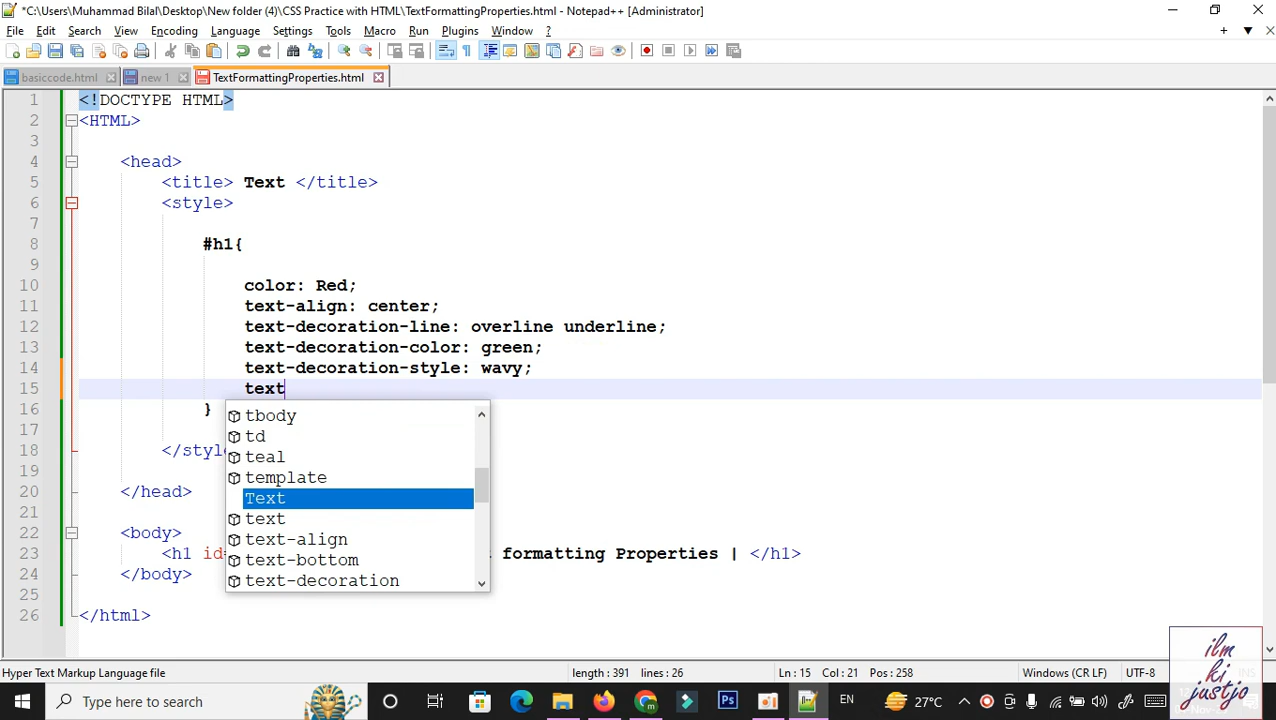 *C:\Users\Muhammad Bilal\Desktop\New folder (4)\CSS Practice with HTML\TextFormattingProperties.html - Notepad++ [Administrator]
File Edit Search View Encoding Language Settings Tools Macro Run Plugins Window ?
basiccode.html new 1 TextFormattingProperties.html
1 <!DOCTYPE HTML>
2 <HTML>
3
4 <head>
5 <title> Text </title>
6 <style>
7
8 #h1{
9
10 color: Red;
11 text-align: center;
12 text-decoration-line: overline underline;
13 text-decoration-color: green;
14 text-decoration-style: wavy;
15 text
16 }
17
18 </style
19
20 </head>
21
22 <body>
23 <h1 id formatting Properties | </h1>
24 </body>
25
26 </html>
tbody
td
teal
template
Text
text
text-align
text-bottom
text-decoration
Hyper Text Markup Language file length : 391 lines : 26 Ln : 15 Col : 21 Pos : 258 Windows (CR LF) UTF-8
Type here to search Ps EN 27°C
ilm
ki
justjo